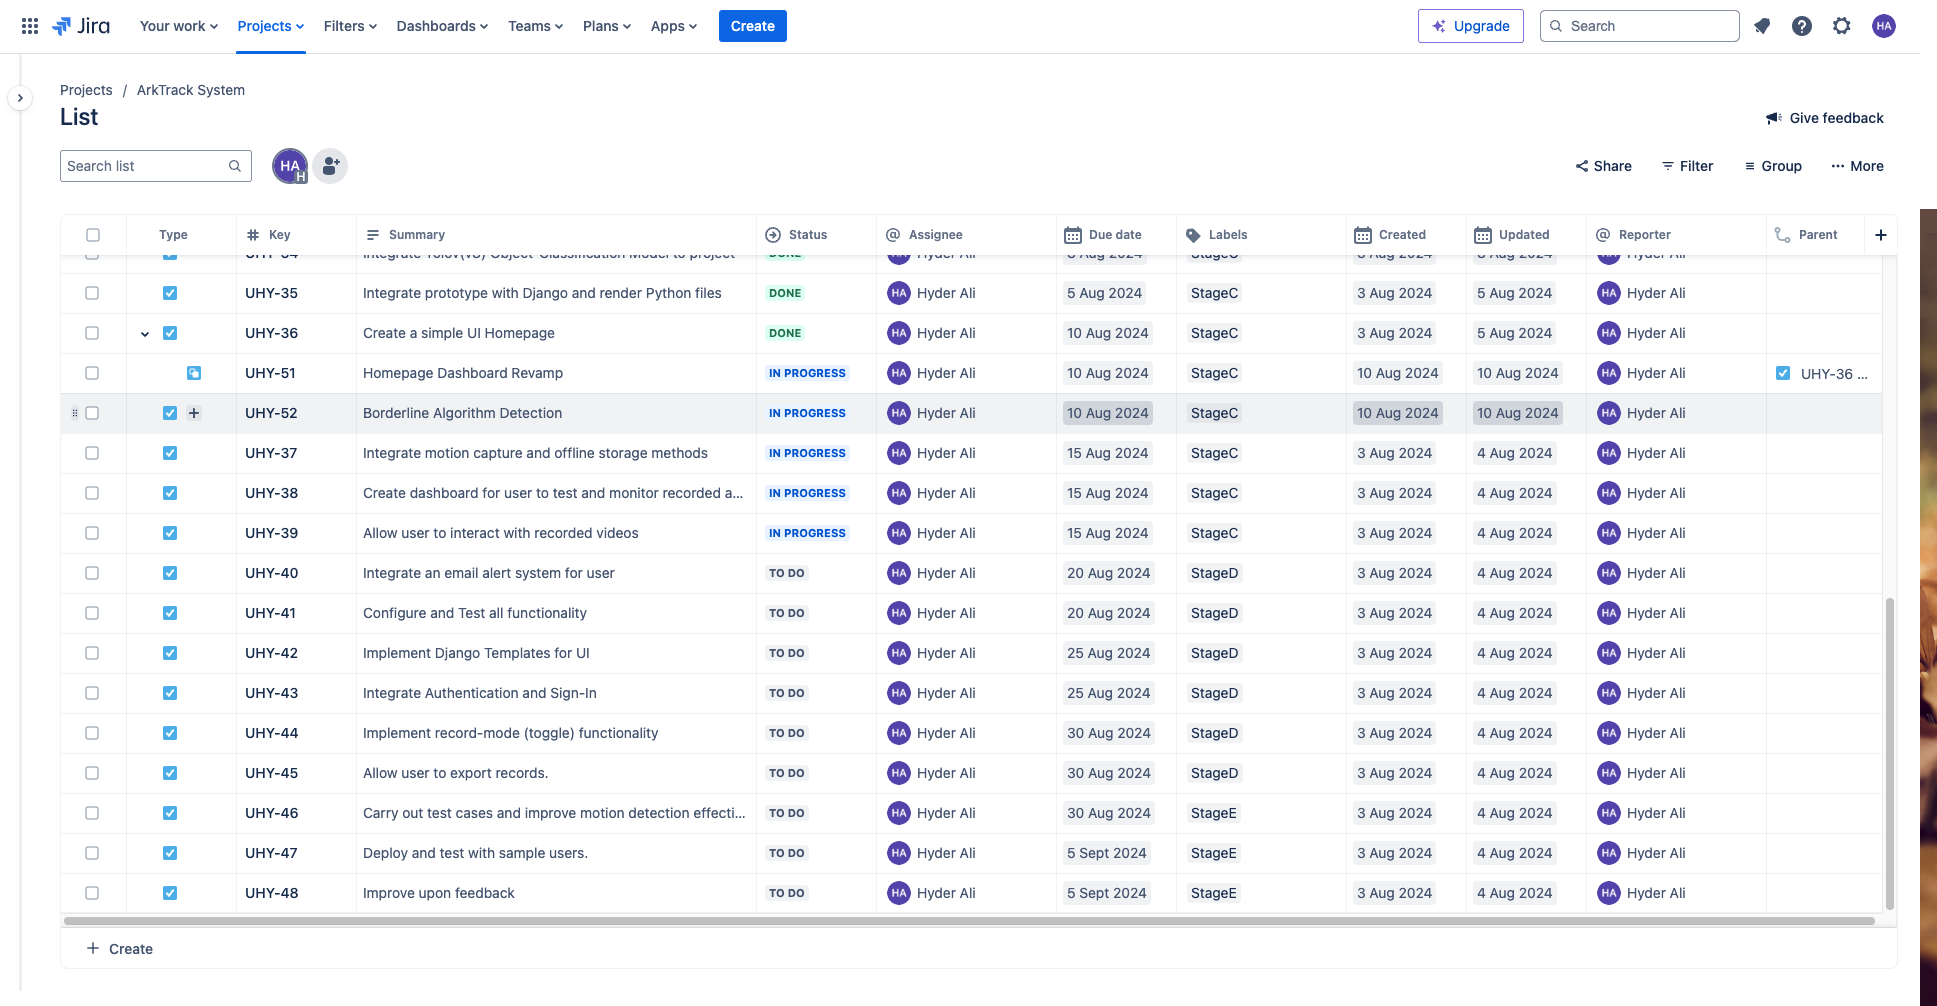 Jira Your work Projects Filters Dashboards Teams Plans Apps Create Upgrade Search HA
Projects / ArkTrack System
List
Give feedback
Search list HA H Share Filter Group More
Type Key Summary Status Assignee Due date Labels Created Updated Reporter Parent
UHY-34 Integrate Yolov(v8) Object-Classification Model to project DONE HA Hyder Ali StageC HA Hyder Ali
UHY-35 Integrate prototype with Django and render Python files DONE HA Hyder Ali 5 Aug 2024 StageC 3 Aug 2024 5 Aug 2024 HA Hyder Ali
UHY-36 Create a simple UI Homepage DONE HA Hyder Ali 10 Aug 2024 StageC 3 Aug 2024 5 Aug 2024 HA Hyder Ali
UHY-51 Homepage Dashboard Revamp IN PROGRESS HA Hyder Ali 10 Aug 2024 StageC 10 Aug 2024 10 Aug 2024 HA Hyder Ali UHY-36 ...
UHY-52 Borderline Algorithm Detection IN PROGRESS HA Hyder Ali 10 Aug 2024 StageC 10 Aug 2024 10 Aug 2024 HA Hyder Ali
UHY-37 Integrate motion capture and offline storage methods IN PROGRESS HA Hyder Ali 15 Aug 2024 StageC 3 Aug 2024 4 Aug 2024 HA Hyder Ali
UHY-38 Create dashboard for user to test and monitor recorded a... IN PROGRESS HA Hyder Ali 15 Aug 2024 StageC 3 Aug 2024 4 Aug 2024 HA Hyder Ali
UHY-39 Allow user to interact with recorded videos IN PROGRESS HA Hyder Ali 15 Aug 2024 StageC 3 Aug 2024 4 Aug 2024 HA Hyder Ali
UHY-40 Integrate an email alert system for user TO DO HA Hyder Ali 20 Aug 2024 StageD 3 Aug 2024 4 Aug 2024 HA Hyder Ali
UHY-41 Configure and Test all functionality TO DO HA Hyder Ali 20 Aug 2024 StageD 3 Aug 2024 4 Aug 2024 HA Hyder Ali
UHY-42 Implement Django Templates for UI TO DO HA Hyder Ali 25 Aug 2024 StageD 3 Aug 2024 4 Aug 2024 HA Hyder Ali
UHY-43 Integrate Authentication and Sign-In TO DO HA Hyder Ali 25 Aug 2024 StageD 3 Aug 2024 4 Aug 2024 HA Hyder Ali
UHY-44 Implement record-mode (toggle) functionality TO DO HA Hyder Ali 30 Aug 2024 StageD 3 Aug 2024 4 Aug 2024 HA Hyder Ali
UHY-45 Allow user to export records. TO DO HA Hyder Ali 30 Aug 2024 StageD 3 Aug 2024 4 Aug 2024 HA Hyder Ali
UHY-46 Carry out test cases and improve motion detection effecti... TO DO HA Hyder Ali 30 Aug 2024 StageE 3 Aug 2024 4 Aug 2024 HA Hyder Ali
UHY-47 Deploy and test with sample users. TO DO HA Hyder Ali 5 Sept 2024 StageE 3 Aug 2024 4 Aug 2024 HA Hyder Ali
UHY-48 Improve upon feedback TO DO HA Hyder Ali 5 Sept 2024 StageE 3 Aug 2024 4 Aug 2024 HA Hyder Ali
+ Create